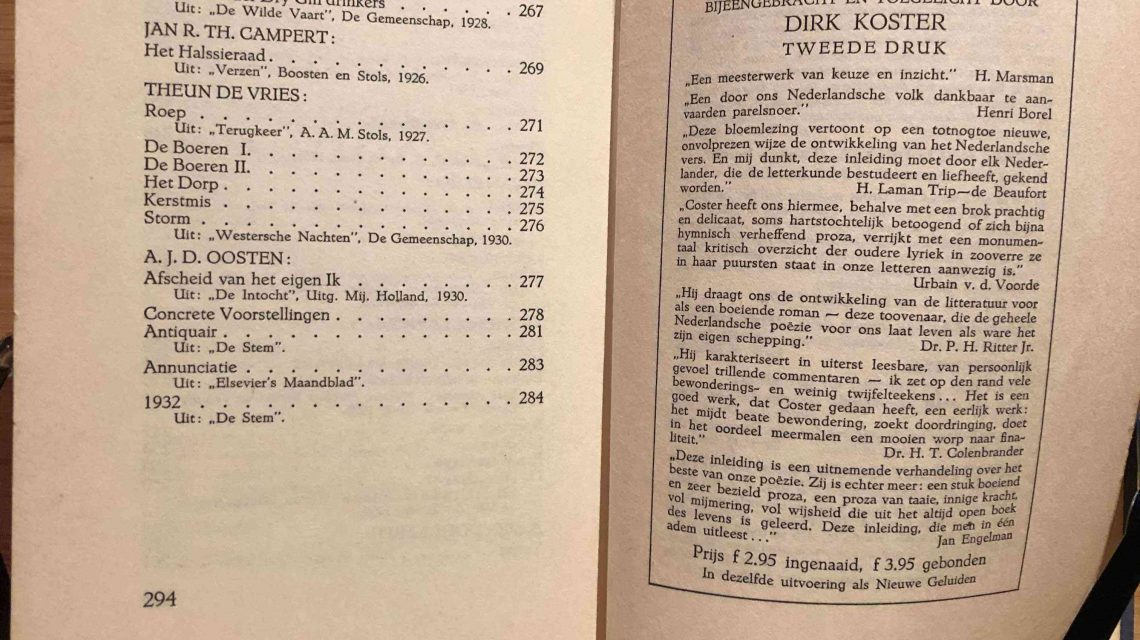 Dry Gin drinkers . . . . . . . 267
Uit: „De Wilde Vaart", De Gemeenschap, 1928.
JAN R. TH. CAMPERT:
Het Halssieraad. . . . . . . . . . . . . 269
Uit: „Verzen", Boosten en Stols, 1926.
THEUN DE VRIES:
Roep . . . . . . . . . . . . . . . . 271
Uit: „Terugkeer", A. A. M. Stols, 1927.
De Boeren I. . . . . . . . . . . . . . 272
De Boeren II. . . . . . . . . . . . . . 273
Het Dorp . . . . . . . . . . . . . . . 274
Kerstmis . . . . . . . . . . . . . . . 275
Storm . . . . . . . . . . . . . . . . 276
Uit: „Westersche Nachten", De Gemeenschap, 1930.
A. J. D. OOSTEN:
Afscheid van het eigen Ik . . . . . . . . . 277
Uit: „De Intocht", Uitg. Mij. Holland, 1930.
Concrete Voorstellingen . . . . . . . . . . 278
Antiquair . . . . . . . . . . . . . . . 281
Uit: „De Stem".
Annunciatie . . . . . . . . . . . . . . 283
Uit: „Elsevier's Maandblad".
1932 . . . . . . . . . . . . . . . . 284
Uit: „De Stem".
294
BIJEENGEBRACHT EN TOEGELICHT DOOR
DIRK KOSTER
TWEEDE DRUK
„Een meesterwerk van keuze en inzicht." H. Marsman
„Een door ons Nederlandsche volk dankbaar te aan-
vaarden parelsnoer." Henri Borel
„Deze bloemlezing vertoont op een totnogtoe nieuwe,
onvolprezen wijze de ontwikkeling van het Nederlandsche
vers. En mij dunkt, deze inleiding moet door elk Neder-
lander, die de letterkunde bestudeert en liefheeft, gekend
worden." H. Laman Trip—de Beaufort
„Coster heeft ons hiermee, behalve met een brok prachtig
en delicaat, soms hartstochtelijk betoogend of zich bijna
hymnisch verheffend proza, verrijkt met een monumen-
taal kritisch overzicht der oudere lyriek in zooverre ze
in haar puursten staat in onze letteren aanwezig is."
Urbain v. d. Voorde
„Hij draagt ons de ontwikkeling van de litteratuur voor
als een boeiende roman — deze toovenaar, die de geheele
Nederlandsche poëzie voor ons laat leven als ware het
zijn eigen schepping." Dr. P. H. Ritter Jr.
„Hij karakteriseert in uiterst leesbare, van persoonlijk
gevoel trillende commentaren — ik zet op den rand vele
bewonderings- en weinig twijfelteekens... Het is een
goed werk, dat Coster gedaan heeft, een eerlijk werk:
het mijdt beate bewondering, zoekt doordringing, doet
in het oordeel meermalen een mooien worp naar fina-
liteit." Dr. H. T. Colenbrander
„Deze inleiding is een uitnemende verhandeling over het
beste van onze poëzie. Zij is echter meer: een stuk boeiend
en zeer bezield proza, een proza van taaie, innige kracht,
vol mijmering, vol wijsheid die uit het altijd open boek
des levens is geleerd. Deze inleiding, die men in één
adem uitleest..." Jan Engelman
Prijs f 2.95 ingenaaid, f 3.95 gebonden
In dezelfde uitvoering als Nieuwe Geluiden